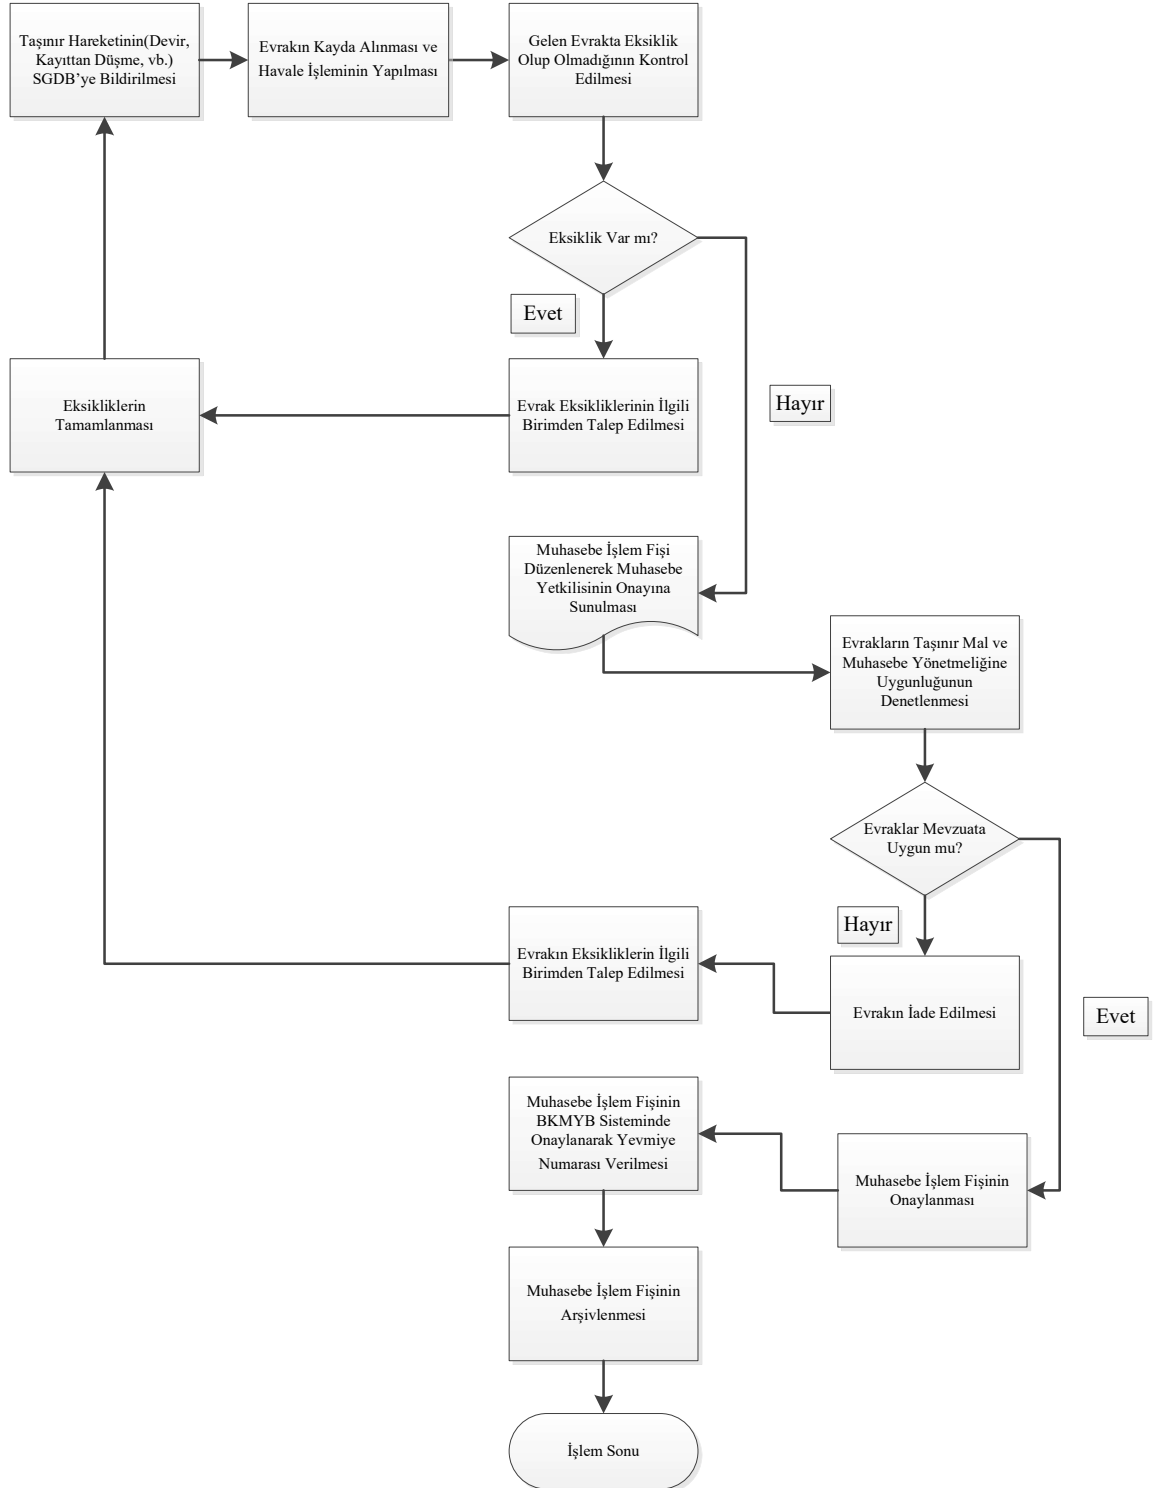 Taşınır Hareketinin(Devir,
Kayıttan Düşme, vb.)
SGDB’ye Bildirilmesi
Evrakın Kayda Alınması ve
Havale İşleminin Yapılması
Gelen Evrakta Eksiklik
Olup Olmadığının Kontrol
Edilmesi
Eksiklik Var mı?
Evet
Hayır
Eksikliklerin
Tamamlanması
Evrak Eksikliklerinin İlgili
Birimden Talep Edilmesi
Muhasebe İşlem Fişi
Düzenlenerek Muhasebe
Yetkilisinin Onayına
Sunulması
Evrakların Taşınır Mal ve
Muhasebe Yönetmeliğine
Uygunluğunun
Denetlenmesi
Evraklar Mevzuata
Uygun mu?
Hayır
Evet
Evrakın Eksikliklerin İlgili
Birimden Talep Edilmesi
Evrakın İade Edilmesi
Muhasebe İşlem Fişinin
BKMYB Sisteminde
Onaylanarak Yevmiye
Numarası Verilmesi
Muhasebe İşlem Fişinin
Onaylanması
Muhasebe İşlem Fişinin
Arşivlenmesi
İşlem Sonu